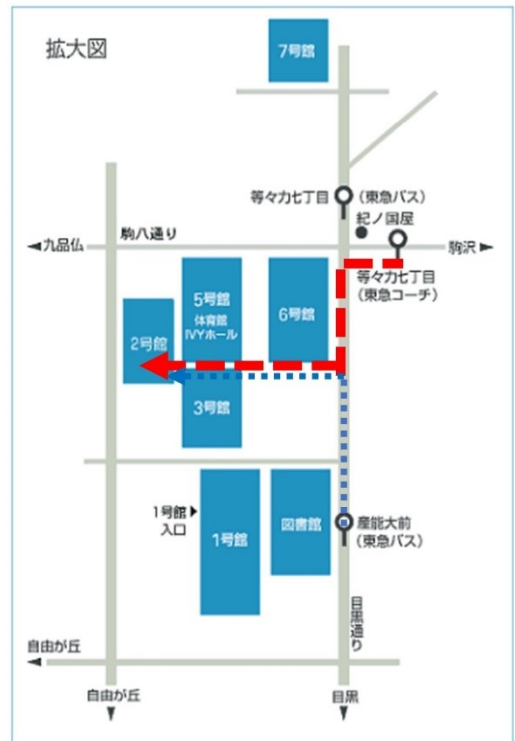 拡大図
7号館
等々力七丁目
(東急バス)
紀ノ国屋
九品仏
駒八通り
駒沢
等々力七丁目
(東急コーチ)
5号館
体育館
IVYホール
6号館
2号館
3号館
1号館
入口
1号館
図書館
産能大前
(東急バス)
目黒通り
自由が丘
自由が丘
目黒